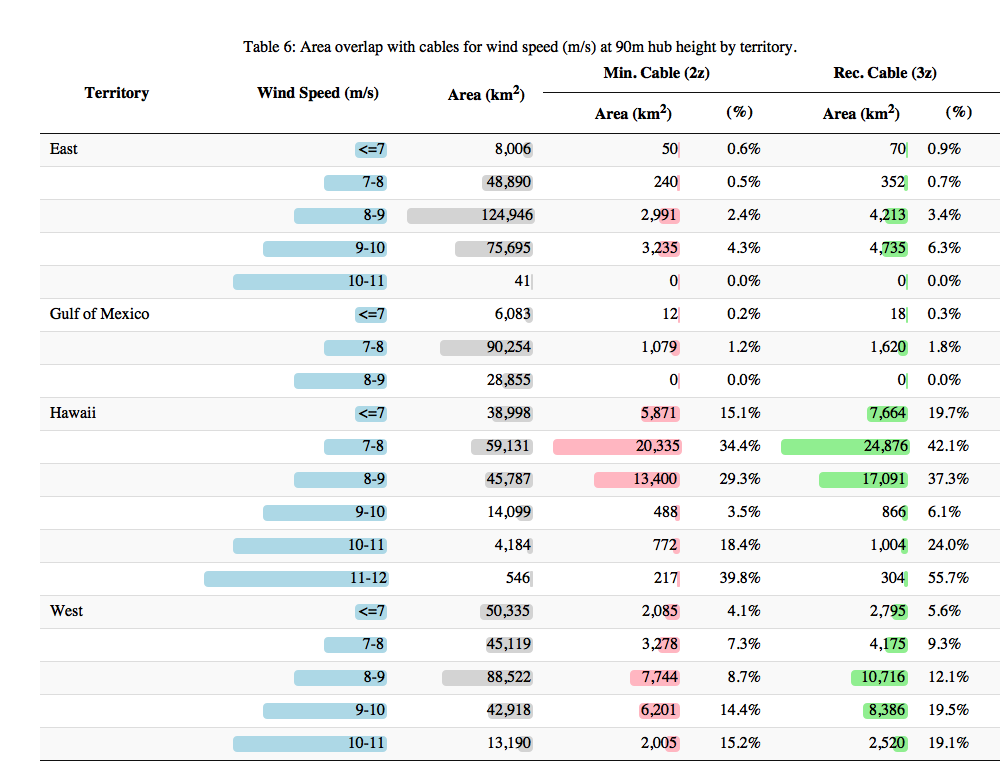 Table 6: Area overlap with cables for wind speed (m/s) at 90m hub height by territory.
Min. Cable (2z) Rec. Cable (3z)
Territory Wind Speed (m/s) Area (km²)
Area (km²) (%) Area (km²) (%)
East <=7 8,006 50 0.6% 70 0.9%
7-8 48,890 240 0.5% 352 0.7%
8-9 124,946 2,991 2.4% 4,213 3.4%
9-10 75,695 3,235 4.3% 4,735 6.3%
10-11 41 0 0.0% 0 0.0%
Gulf of Mexico <=7 6,083 12 0.2% 18 0.3%
7-8 90,254 1,079 1.2% 1,620 1.8%
8-9 28,855 0 0.0% 0 0.0%
Hawaii <=7 38,998 5,871 15.1% 7,664 19.7%
7-8 59,131 20,335 34.4% 24,876 42.1%
8-9 45,787 13,400 29.3% 17,091 37.3%
9-10 14,099 488 3.5% 866 6.1%
10-11 4,184 772 18.4% 1,004 24.0%
11-12 546 217 39.8% 304 55.7%
West <=7 50,335 2,085 4.1% 2,795 5.6%
7-8 45,119 3,278 7.3% 4,175 9.3%
8-9 88,522 7,744 8.7% 10,716 12.1%
9-10 42,918 6,201 14.4% 8,386 19.5%
10-11 13,190 2,005 15.2% 2,520 19.1%